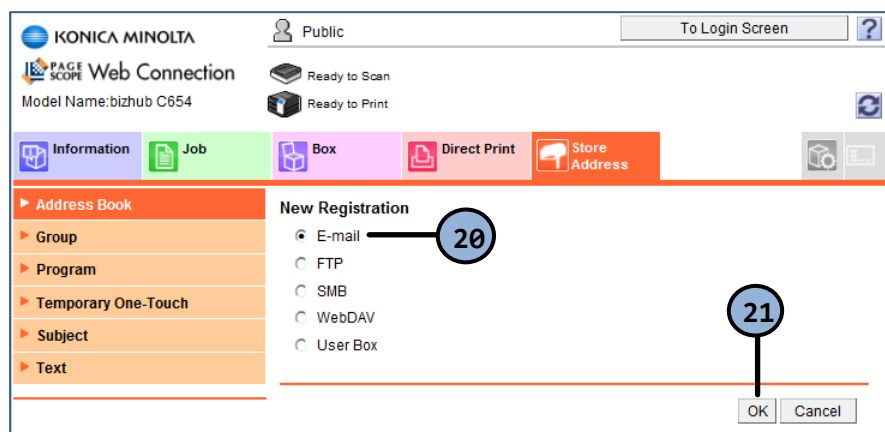 KONICA MINOLTA
Public
To Login Screen
?
PAGE SCOPE Web Connection
Ready to Scan
Model Name:bizhub C654
Ready to Print
Information
Job
Box
Direct Print
Store
Address
Address Book
Group
Program
Temporary One-Touch
Subject
Text
New Registration
E-mail
20
FTP
SMB
WebDAV
User Box
21
OK
Cancel